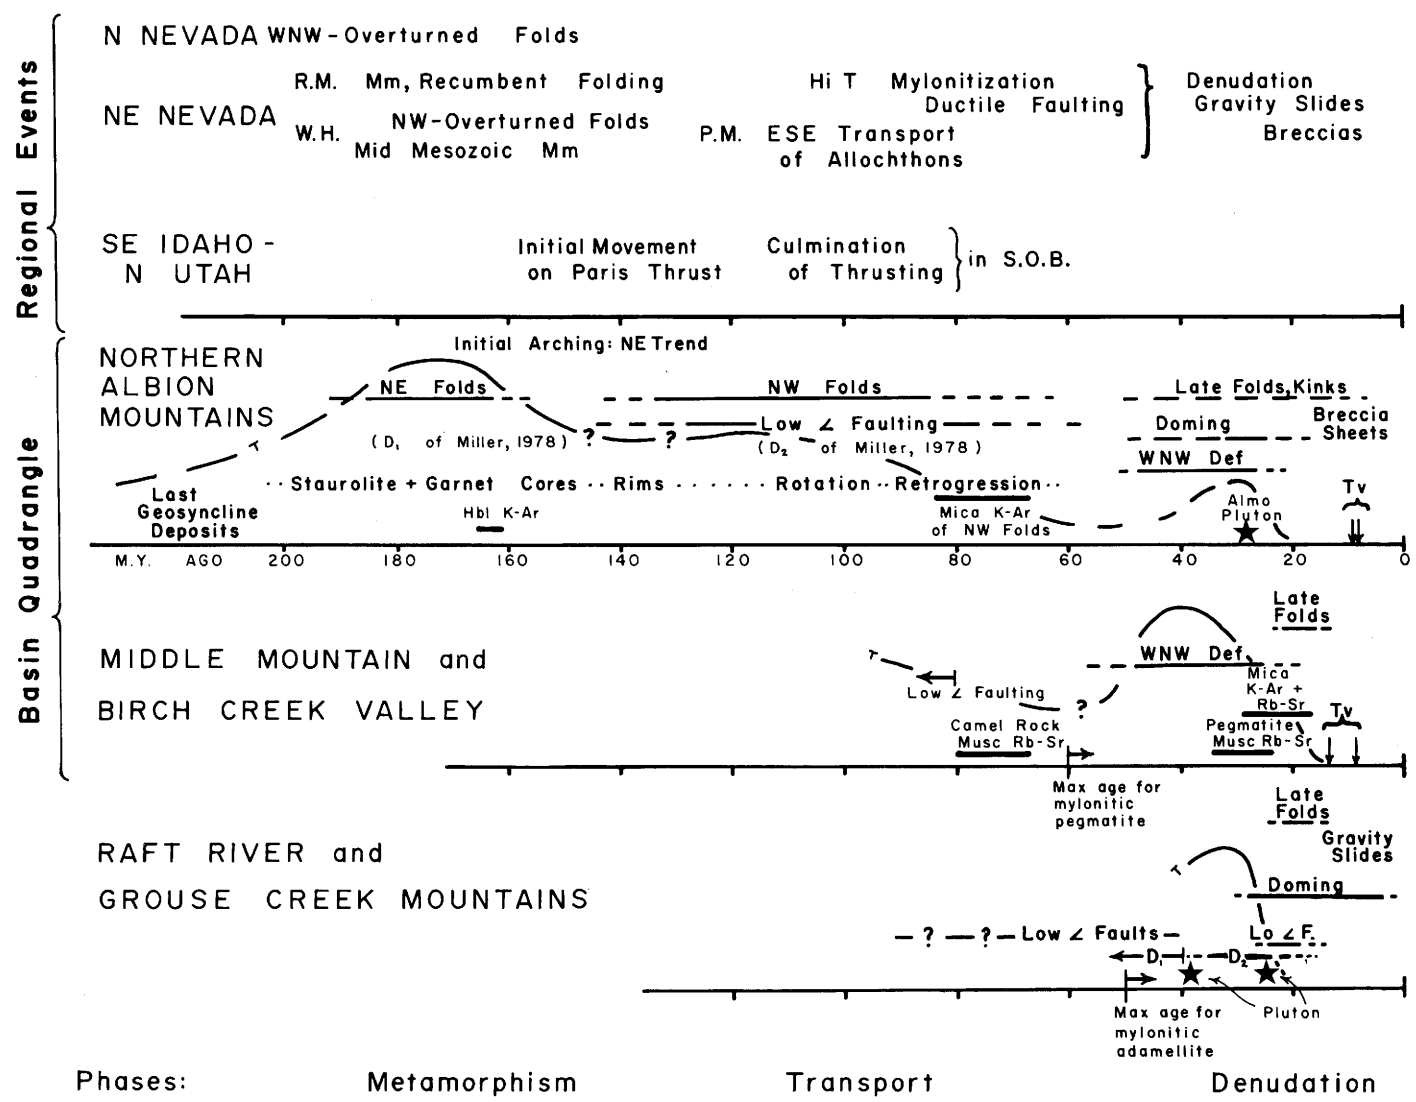 Regional Events
N NEVADA WNW-Overturned Folds
NE NEVADA
R.M. Mm, Recumbent Folding
W.H. NW-Overturned Folds
Mid Mesozoic Mm
Hi T Mylonitization
Ductile Faulting
P.M. ESE Transport
of Allochthons
Denudation
Gravity Slides
Breccias
SE IDAHO -
N UTAH
Initial Movement
on Paris Thrust
Culmination
of Thrusting
in S.O.B.
Basin Quadrangle
NORTHERN
ALBION
MOUNTAINS
Initial Arching: NE Trend
NE Folds
NW Folds
Late Folds, Kinks
Low ∠ Faulting
Doming
Breccia
Sheets
T
(D₁ of Miller, 1978)
?
?
(D₂ of Miller, 1978)
WNW Def
Last
Geosyncline
Deposits
··Staurolite + Garnet Cores ·· Rims · · · · · · Rotation ·· Retrogression ··
Hbl K-Ar
Mica K-Ar
of NW Folds
Almo
Pluton
Tv
M.Y. AGO 200 180 160 140 120 100 80 60 40 20 0
MIDDLE MOUNTAIN and
BIRCH CREEK VALLEY
Late
Folds
T
WNW Def
Low ∠ Faulting
?
Mica
K-Ar +
Rb-Sr
Tv
Camel Rock
Musc Rb-Sr
Pegmatite
Musc Rb-Sr
Max age for
mylonitic
pegmatite
RAFT RIVER and
GROUSE CREEK MOUNTAINS
Late
Folds
Gravity
Slides
T
Doming
? ? Low ∠ Faults
Lo ∠ F.
D₁
D₂
Max age for
mylonitic
adamellite
Pluton
Phases: Metamorphism Transport Denudation